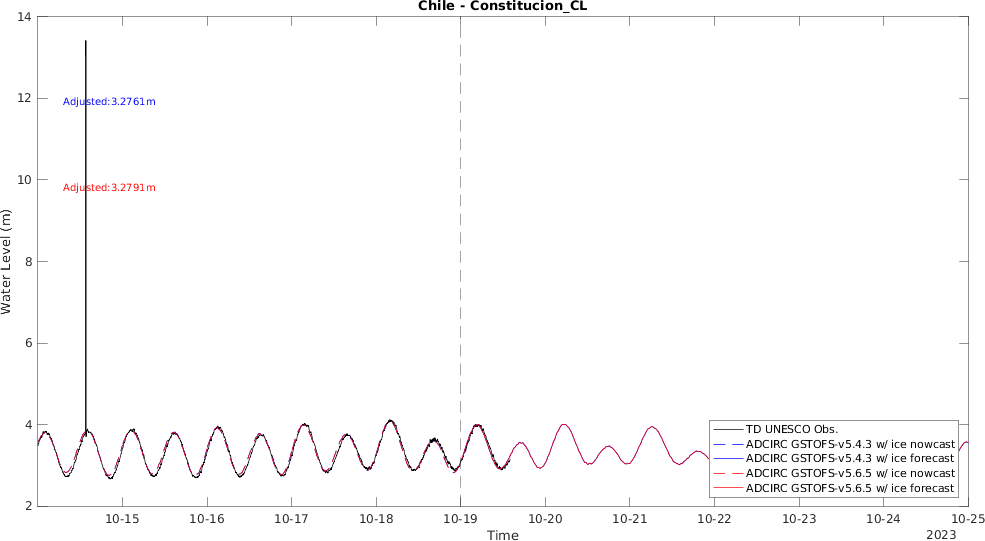 Chile - Constitucion_CL
14
12
10
8
6
4
2
Water Level (m)
Adjusted:3.2761m
Adjusted:3.2791m
TD UNESCO Obs.
ADCIRC GSTOFS-v5.4.3 w/ ice nowcast
ADCIRC GSTOFS-v5.4.3 w/ ice forecast
ADCIRC GSTOFS-v5.6.5 w/ ice nowcast
ADCIRC GSTOFS-v5.6.5 w/ ice forecast
10-15 10-16 10-17 10-18 10-19 10-20 10-21 10-22 10-23 10-24 10-25
Time
2023